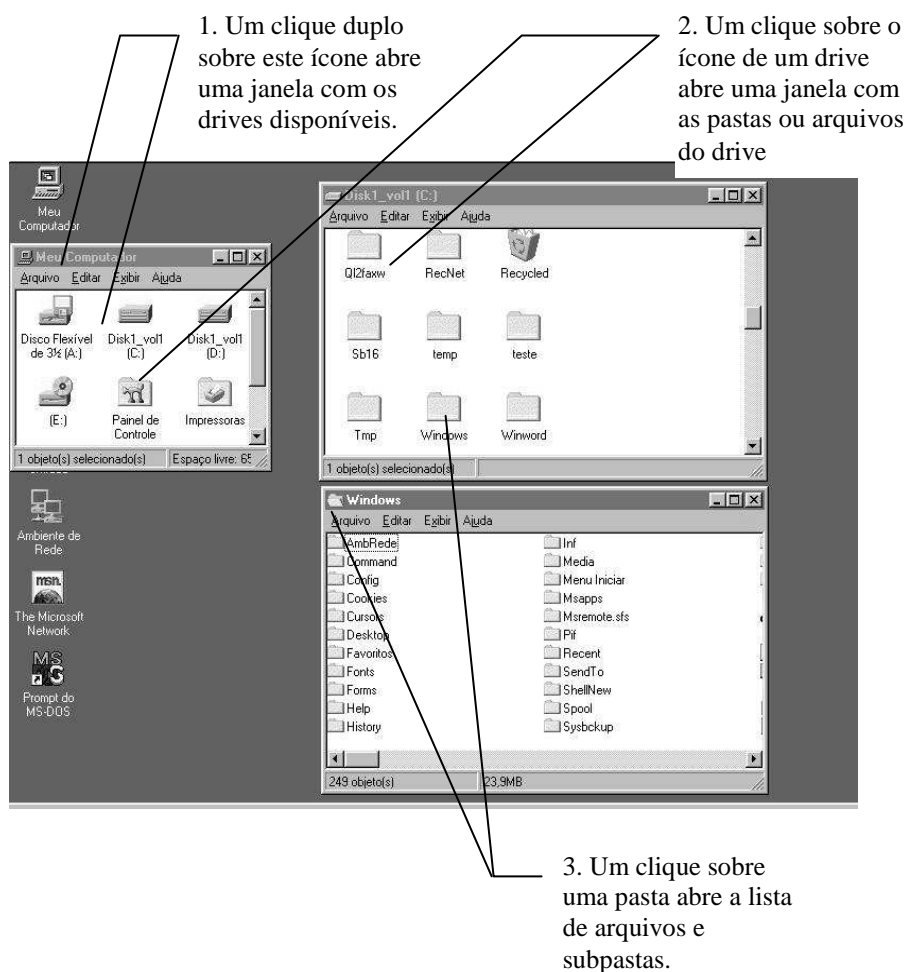 1. Um clique duplo
sobre este ícone abre
uma janela com os
drives disponíveis.
2. Um clique sobre o
ícone de um drive
abre uma janela com
as pastas ou arquivos
do drive
Meu
Computador
Meu Computador
Arquivo Editar Exibir Ajuda
Disco Flexível
de 3½ (A:)
Disk1_vol1
(C:)
Disk1_vol1
(D:)
(E:)
Painel de
Controle
Impressoras
1 objeto(s) selecionado(s) Espaço livre: 65
Ambiente de
Rede
msn.
The Microsoft
Network
MS
Prompt do
MS-DOS
Disk1_vol1 (C:)
Arquivo Editar Exibir Ajuda
Ql2faxw RecNet Recycled
Sb16 temp teste
Tmp Windows Winword
1 objeto(s) selecionado(s)
Windows
Arquivo Editar Exibir Ajuda
AmbRede Inf
Command Media
Config Menu Iniciar
Cookies Msapps
Cursors Msremote.sfs
Desktop Pif
Favoritos Recent
Fonts SendTo
Forms ShellNew
Help Spool
History Sysbckup
249 objeto(s) 23,9MB
3. Um clique sobre
uma pasta abre a lista
de arquivos e
subpastas.